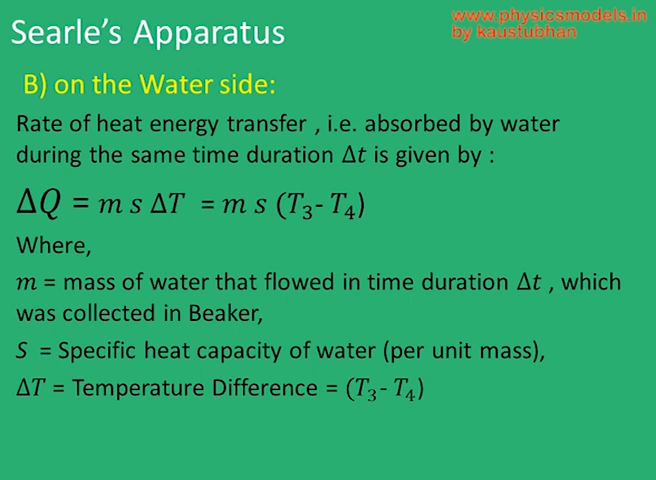 www.physicsmodels.in
by kaustubhan
Searle’s Apparatus
B) on the Water side:
Rate of heat energy transfer , i.e. absorbed by water
during the same time duration Δt is given by :
ΔQ = m s ΔT = m s (T₃- T₄)
Where,
m = mass of water that flowed in time duration Δt , which
was collected in Beaker,
S = Specific heat capacity of water (per unit mass),
ΔT = Temperature Difference = (T₃- T₄)